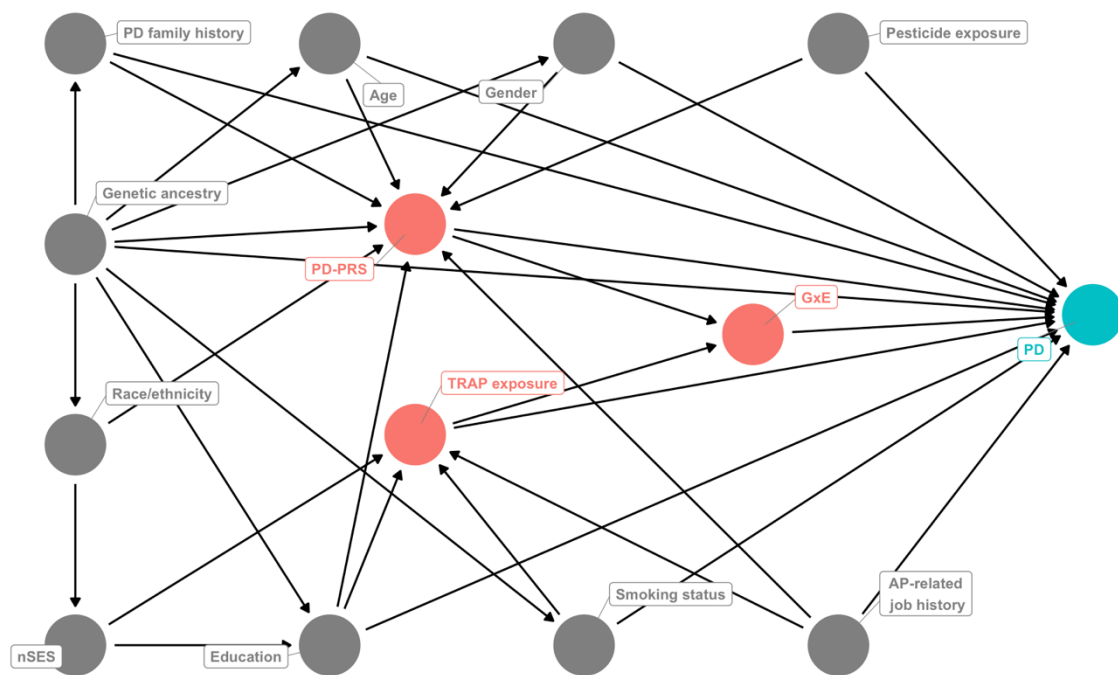 PD family history
Age
Gender
Pesticide exposure
Genetic ancestry
PD-PRS
GxE
PD
TRAP exposure
Race/ethnicity
Smoking status
AP-related
job history
nSES
Education